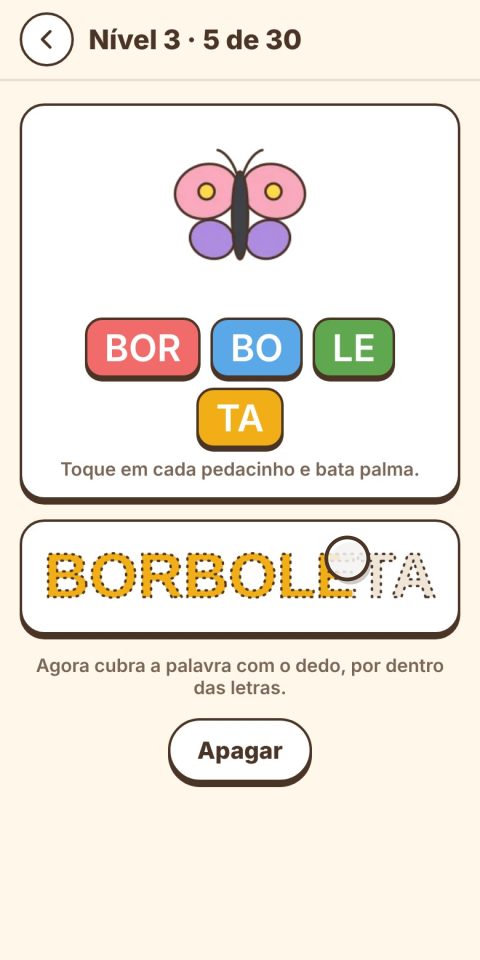 Nível 3 · 5 de 30
BOR BO LE
TA
Toque em cada pedacinho e bata palma.
BORBOLETA
Agora cubra a palavra com o dedo, por dentro
das letras.
Apagar